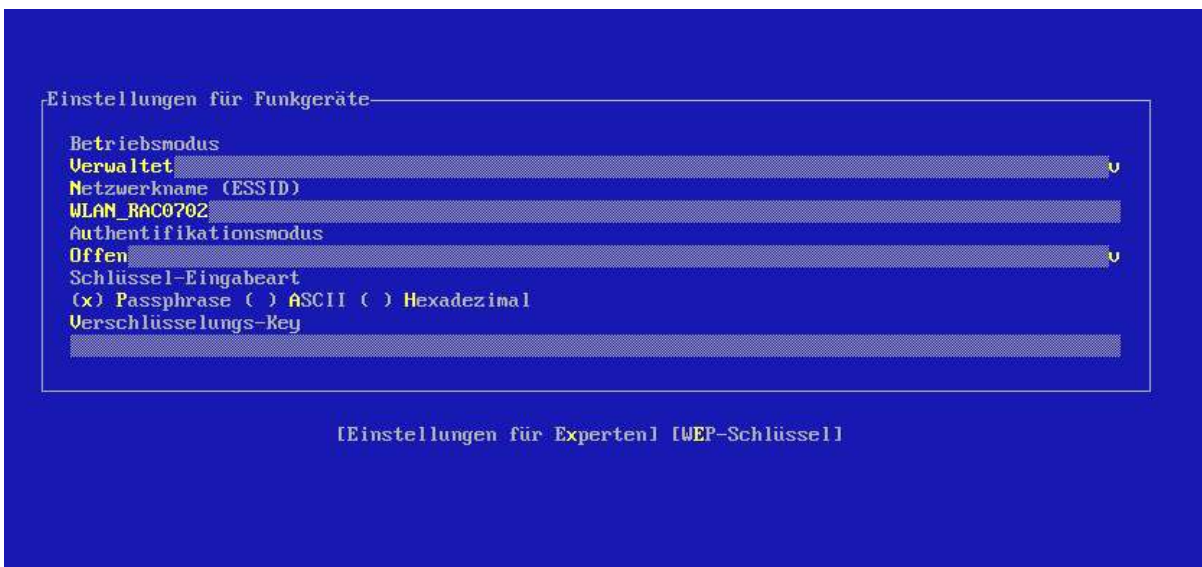 Einstellungen für Funkgeräte
Betriebsmodus
Verwaltet v
Netzwerkname (ESSID)
WLAN_RAC0702
Authentifikationsmodus
Offen v
Schlüssel-Eingabeart
(x) Passphrase ( ) ASCII ( ) Hexadezimal
Verschlüsselungs-Key
[Einstellungen für Experten] [WEP-Schlüssel]